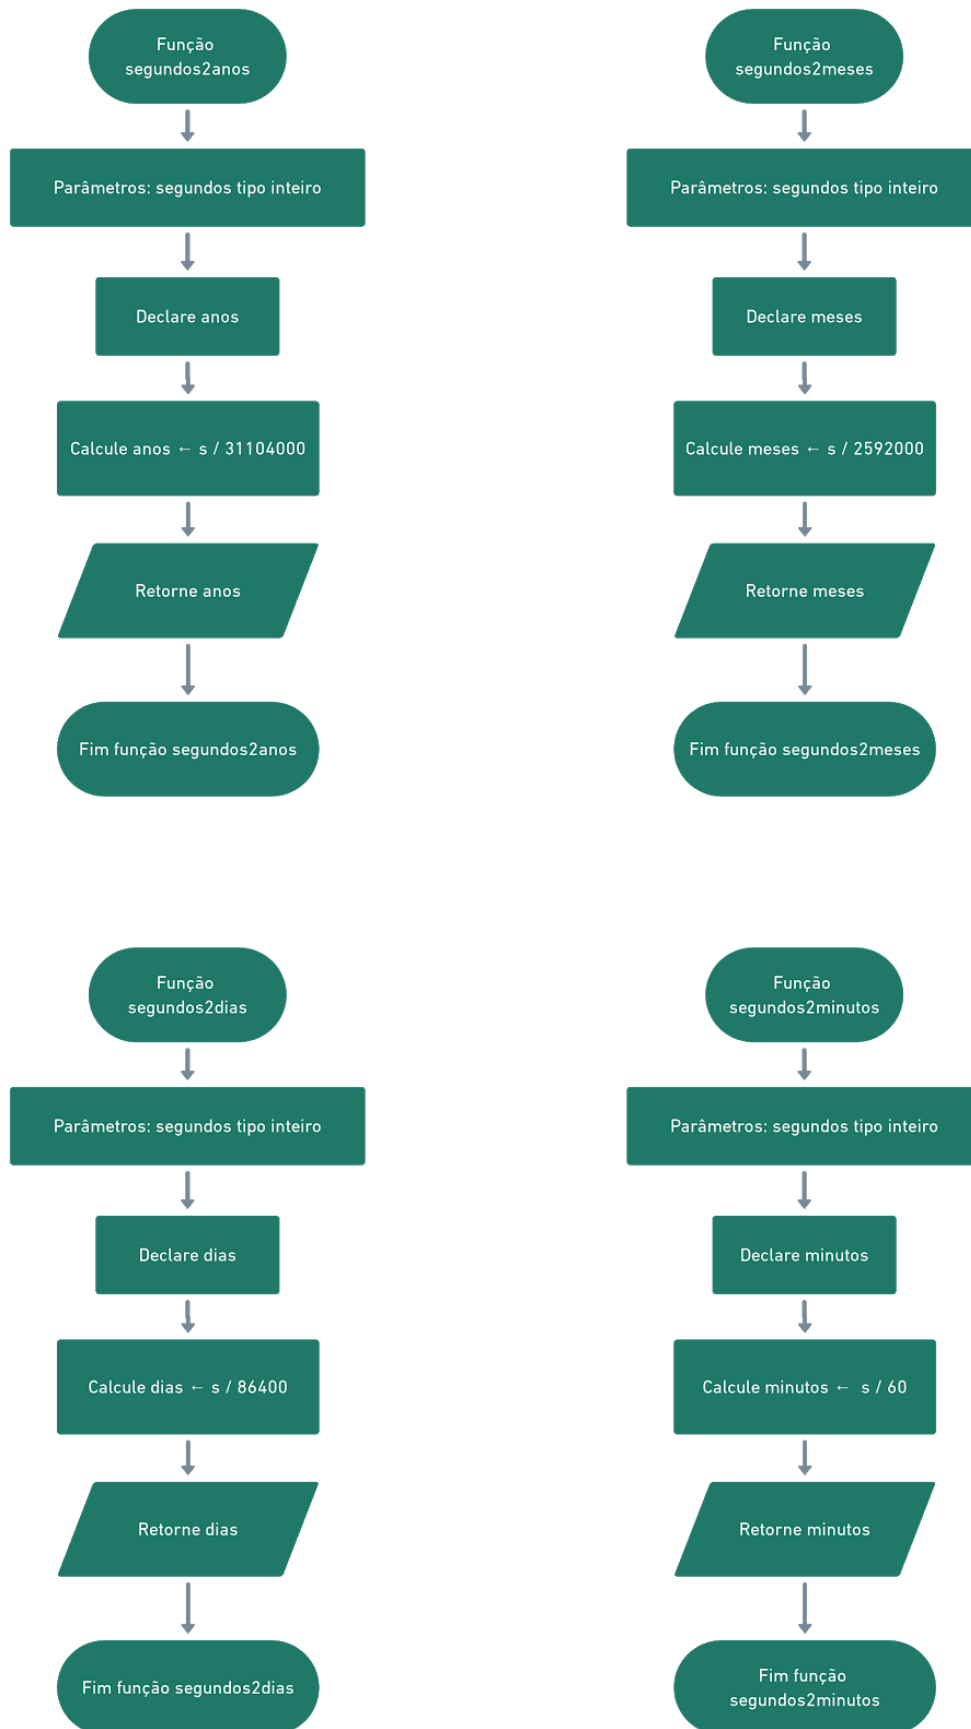 Função
segundos2anos
Parâmetros: segundos tipo inteiro
Declare anos
Calcule anos ← s / 31104000
Retorne anos
Fim função segundos2anos
Função
segundos2meses
Parâmetros: segundos tipo inteiro
Declare meses
Calcule meses ← s / 2592000
Retorne meses
Fim função segundos2meses
Função
segundos2dias
Parâmetros: segundos tipo inteiro
Declare dias
Calcule dias ← s / 86400
Retorne dias
Fim função segundos2dias
Função
segundos2minutos
Parâmetros: segundos tipo inteiro
Declare minutos
Calcule minutos ← s / 60
Retorne minutos
Fim função
segundos2minutos